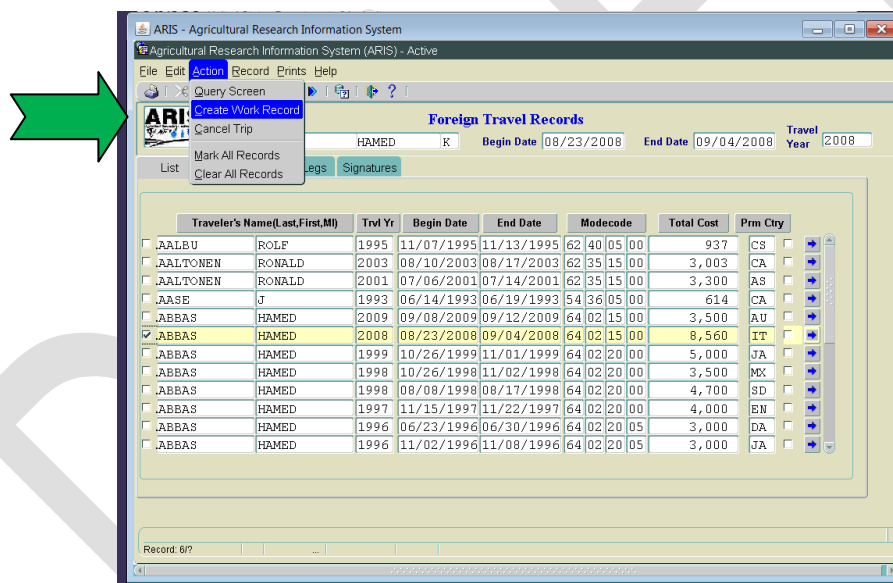 ARIS - Agricultural Research Information System
Agricultural Research Information System (ARIS) - Active
File Edit Action Record Prints Help
Query Screen
Create Work Record
Cancel Trip
Mark All Records
Clear All Records
ARIS
Foreign Travel Records
HAMED K Begin Date 08/23/2008 End Date 09/04/2008 Travel Year 2008
List Legs Signatures
Traveler's Name(Last,First,MI) Trvl Yr Begin Date End Date Modecode Total Cost Prm Ctry
.AALBU ROLF 1995 11/07/1995 11/13/1995 62 40 05 00 937 CS
.AALTONEN RONALD 2003 08/10/2003 08/17/2003 62 35 15 00 3,003 CA
.AALTONEN RONALD 2001 07/06/2001 07/14/2001 62 35 15 00 3,300 AS
.AASE J 1993 06/14/1993 06/19/1993 54 36 05 00 614 CA
.ABBAS HAMED 2009 09/08/2009 09/12/2009 64 02 15 00 3,500 AU
.ABBAS HAMED 2008 08/23/2008 09/04/2008 64 02 15 00 8,560 IT
.ABBAS HAMED 1999 10/26/1999 11/01/1999 64 02 20 00 5,000 JA
.ABBAS HAMED 1998 10/26/1998 11/02/1998 64 02 20 00 3,500 MX
.ABBAS HAMED 1998 08/08/1998 08/17/1998 64 02 20 00 4,700 SD
.ABBAS HAMED 1997 11/15/1997 11/22/1997 64 02 20 00 4,000 EN
.ABBAS HAMED 1996 06/23/1996 06/30/1996 64 02 20 05 3,000 DA
.ABBAS HAMED 1996 11/02/1996 11/08/1996 64 02 20 05 3,000 JA
Record: 6/? ...